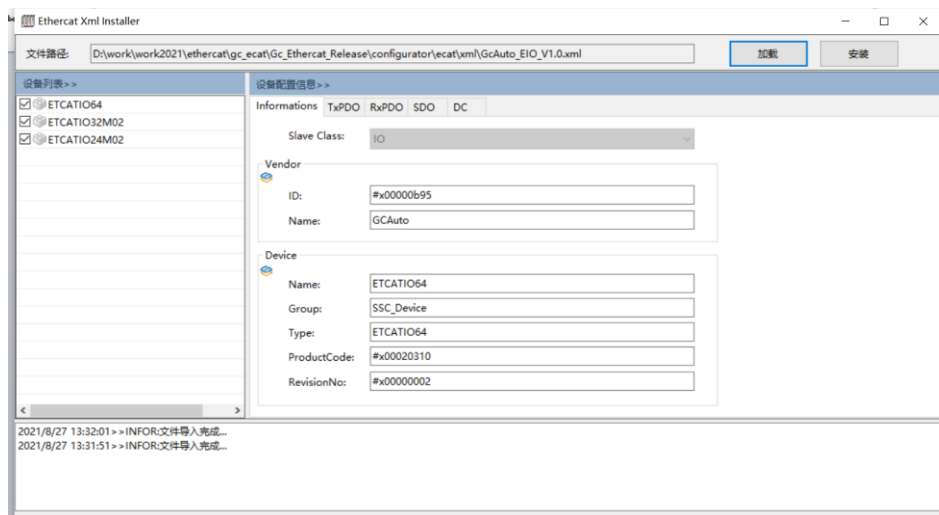 Ethercat Xml Installer
文件路径: D:\work\work2021\ethercat\gc_ecat\Gc_Ethercat_Release\configurator\ecat\xml\GcAuto_EIO_V1.0.xml 加载 安装
设备列表>>
ETCATIO64
ETCATIO32M02
ETCATIO24M02
设备配置信息>>
Informations TxPDO RxPDO SDO DC
Slave Class: IO
Vendor
ID: #x00000b95
Name: GCAuto
Device
Name: ETCATIO64
Group: SSC_Device
Type: ETCATIO64
ProductCode: #x00020310
RevisionNo: #x00000002
2021/8/27 13:32:01>>INFOR:文件导入完成...
2021/8/27 13:31:51>>INFOR:文件导入完成...